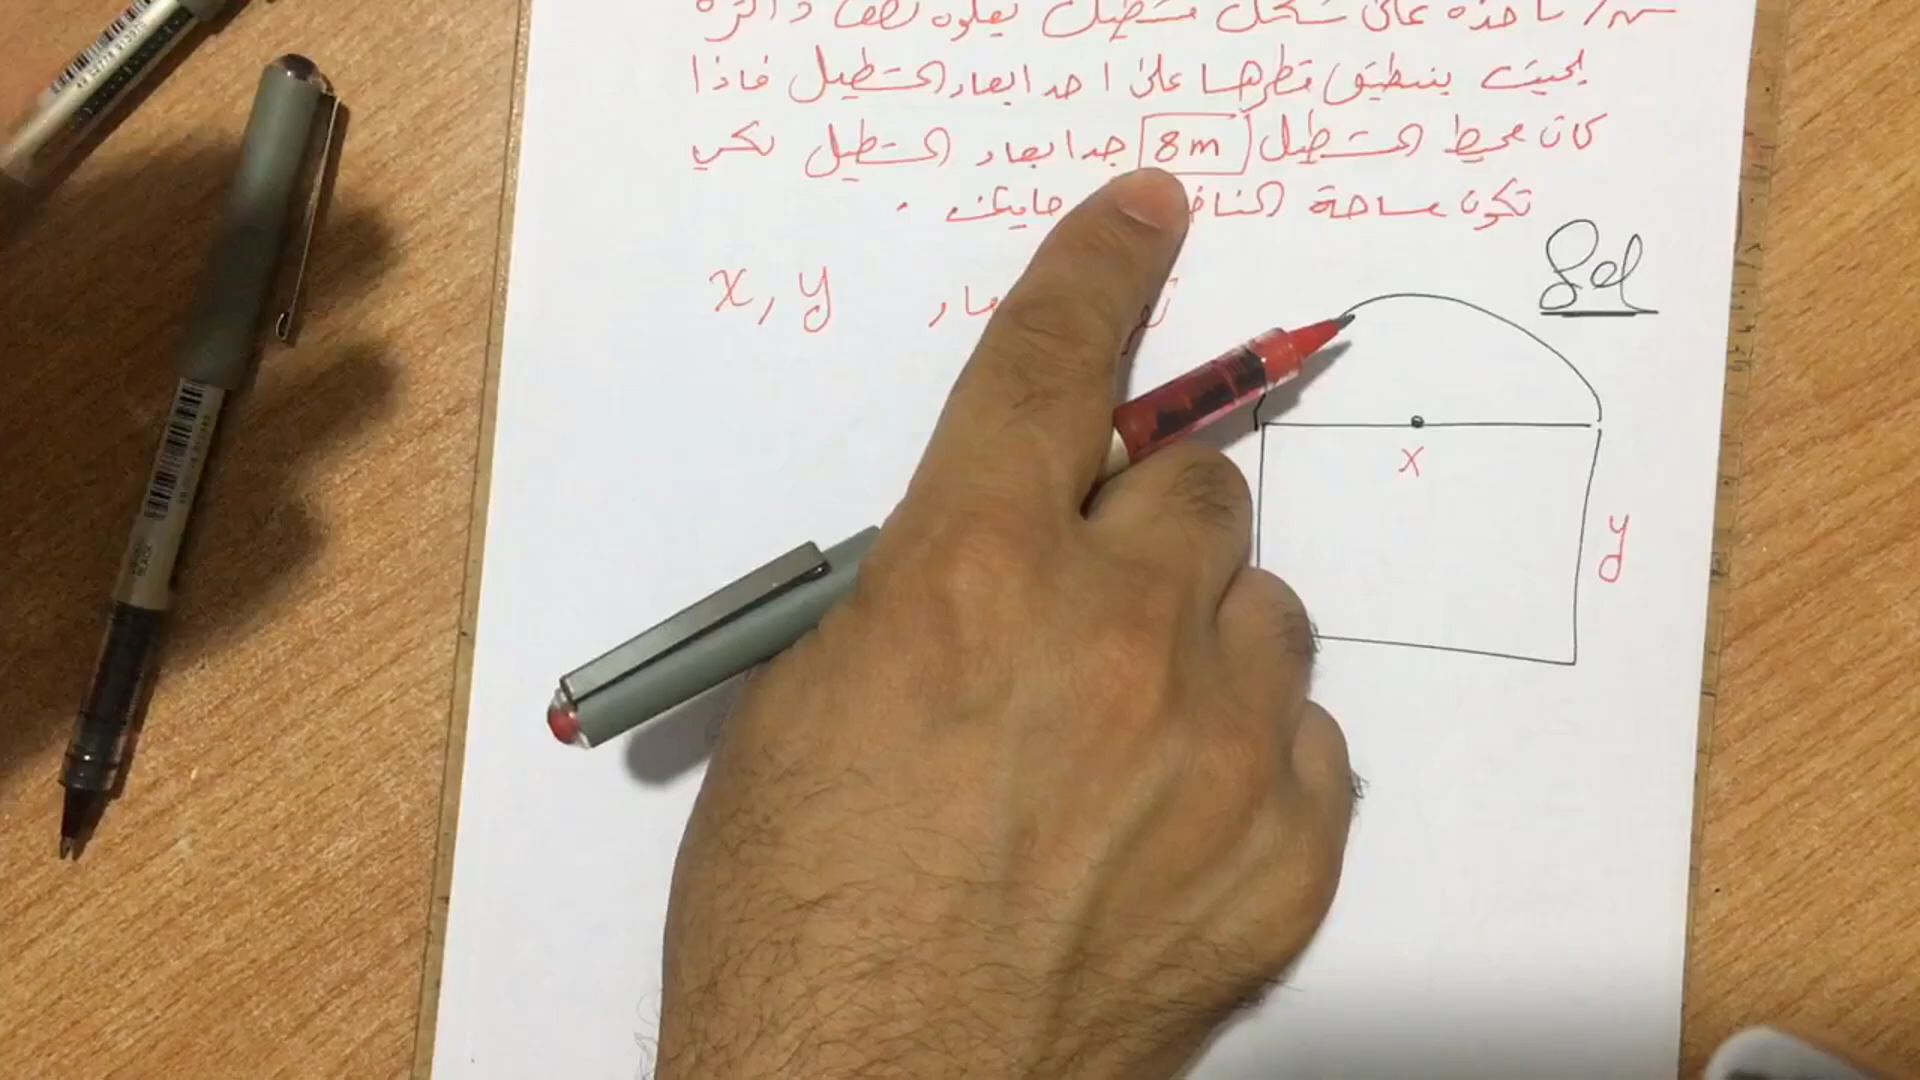 س/ نافذة على شكل مستطيل يعلوه نصف دائرة
بحيث ينطبق قطرها على احد ابعاد المستطيل فاذا
كان محيط المستطيل 8m جد ابعاد المستطيل لكي
تكون مساحة
x, y
Sol
x
y